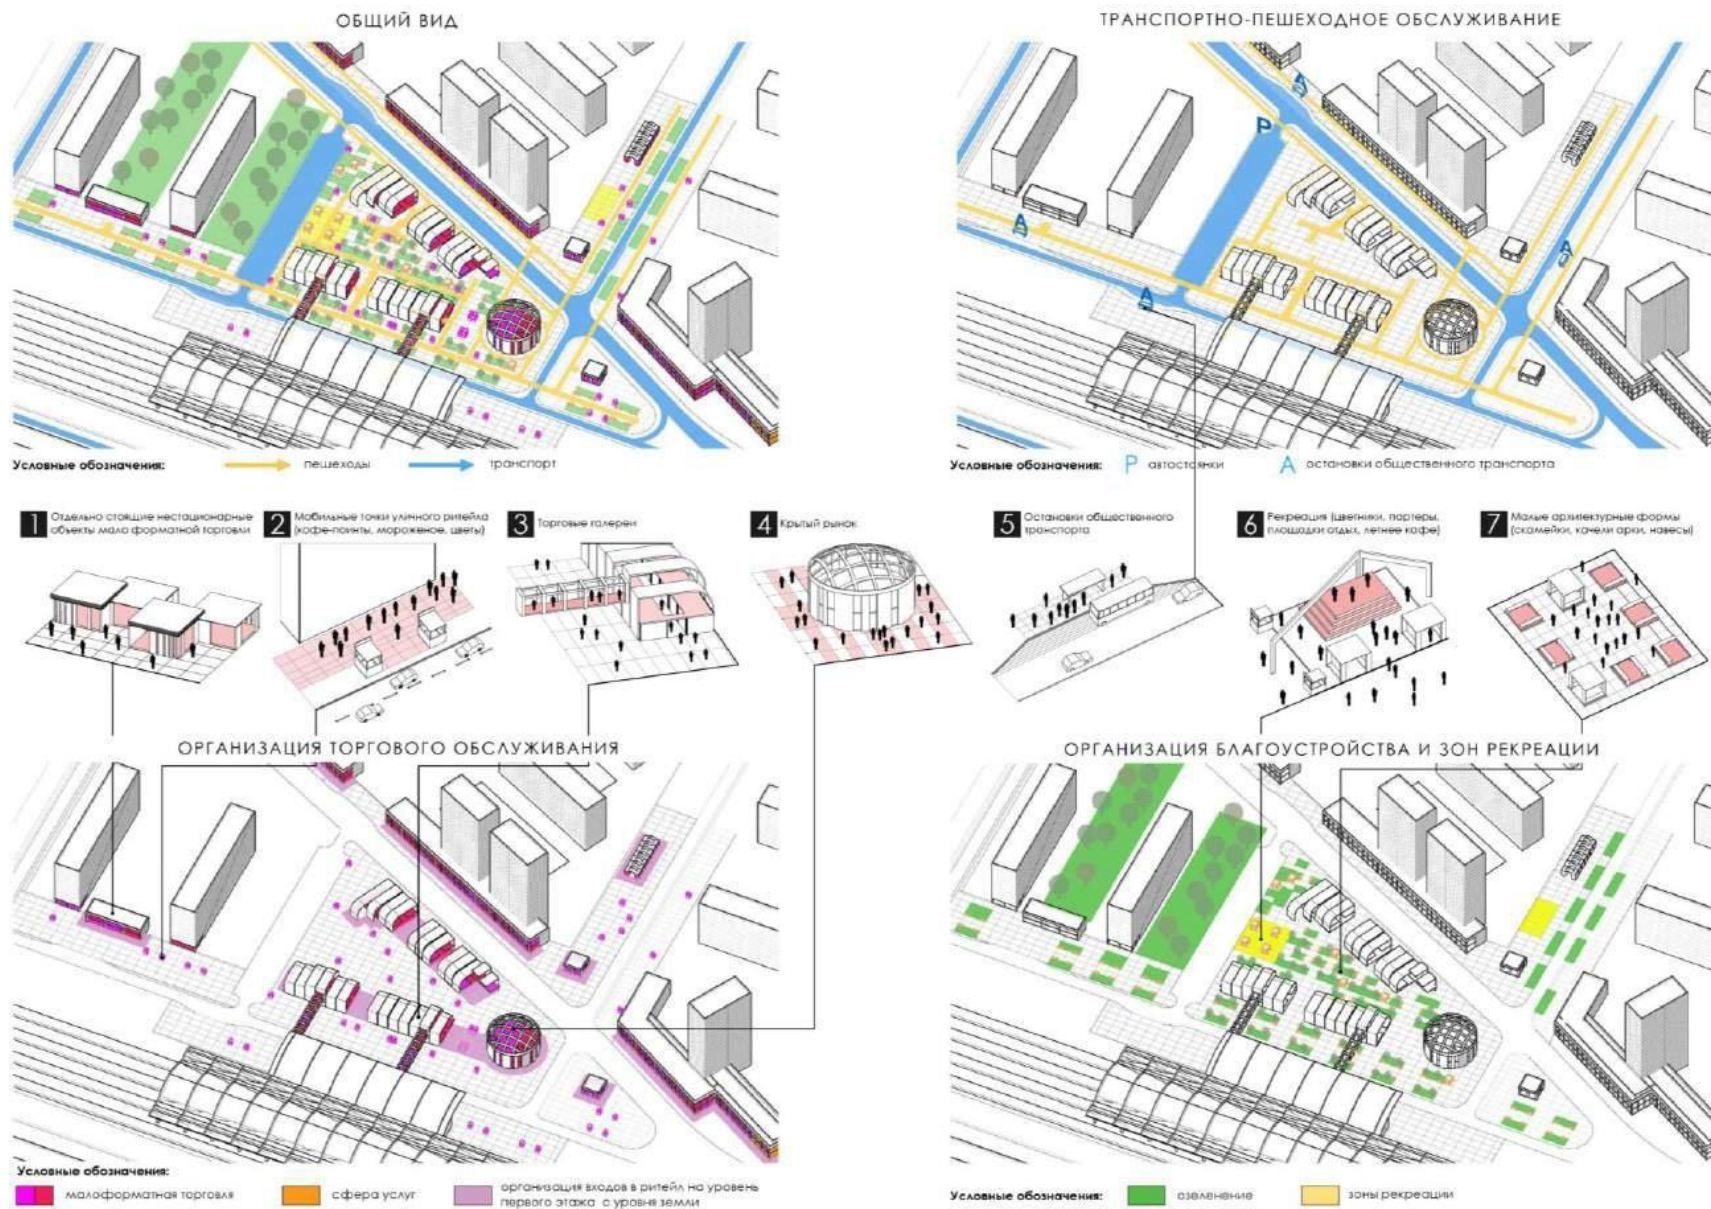 ОБЩИЙ ВИД
ТРАНСПОРТНО-ПЕШЕХОДНОЕ ОБСЛУЖИВАНИЕ
A
P
A
A
A
Условные обозначения:
пешеходы
транспорт
Условные обозначения:
P автостоянки
A остановки общественного транспорта
1 Отдельно стоящие нестационарные
объекты мало форматной торговли
2 Мобильные точки уличного ритейла
(кофе-поинты, мороженое, цветы)
3 Торговые галереи
4 Крытый рынок
5 Остановки общественного
транспорта
6 Рекреация (цветники, партеры,
площадки отдых, летнее кафе)
7 Малые архитектурные формы
(скамейки, качели арки, навесы)
ОРГАНИЗАЦИЯ ТОРГОВОГО ОБСЛУЖИВАНИЯ
ОРГАНИЗАЦИЯ БЛАГОУСТРОЙСТВА И ЗОН РЕКРЕАЦИИ
Условные обозначения:
малоформатная торговля
сфера услуг
организация входов в ритейл на уровень
первого этажа с уровня земли
Условные обозначения:
озеленение
зоны рекреации